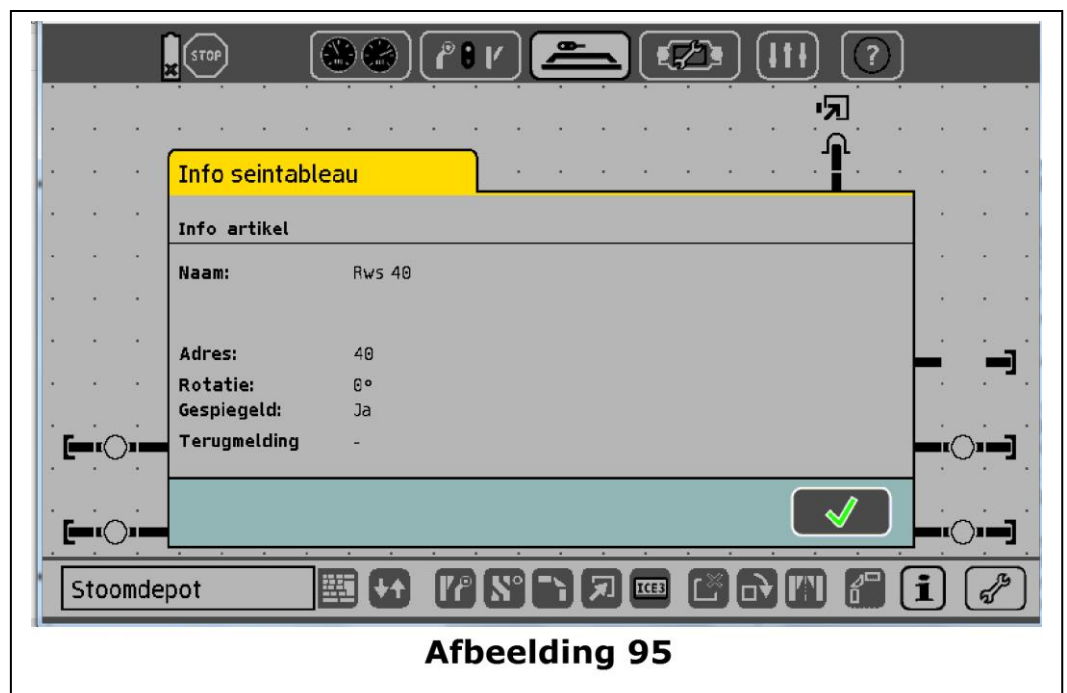 STOP
?
Info seintableau
Info artikel
Naam: Rws 40
Adres: 40
Rotatie: 0°
Gespiegeld: Ja
Terugmelding -
Stoomdepot
ICE3
i
Afbeelding 95